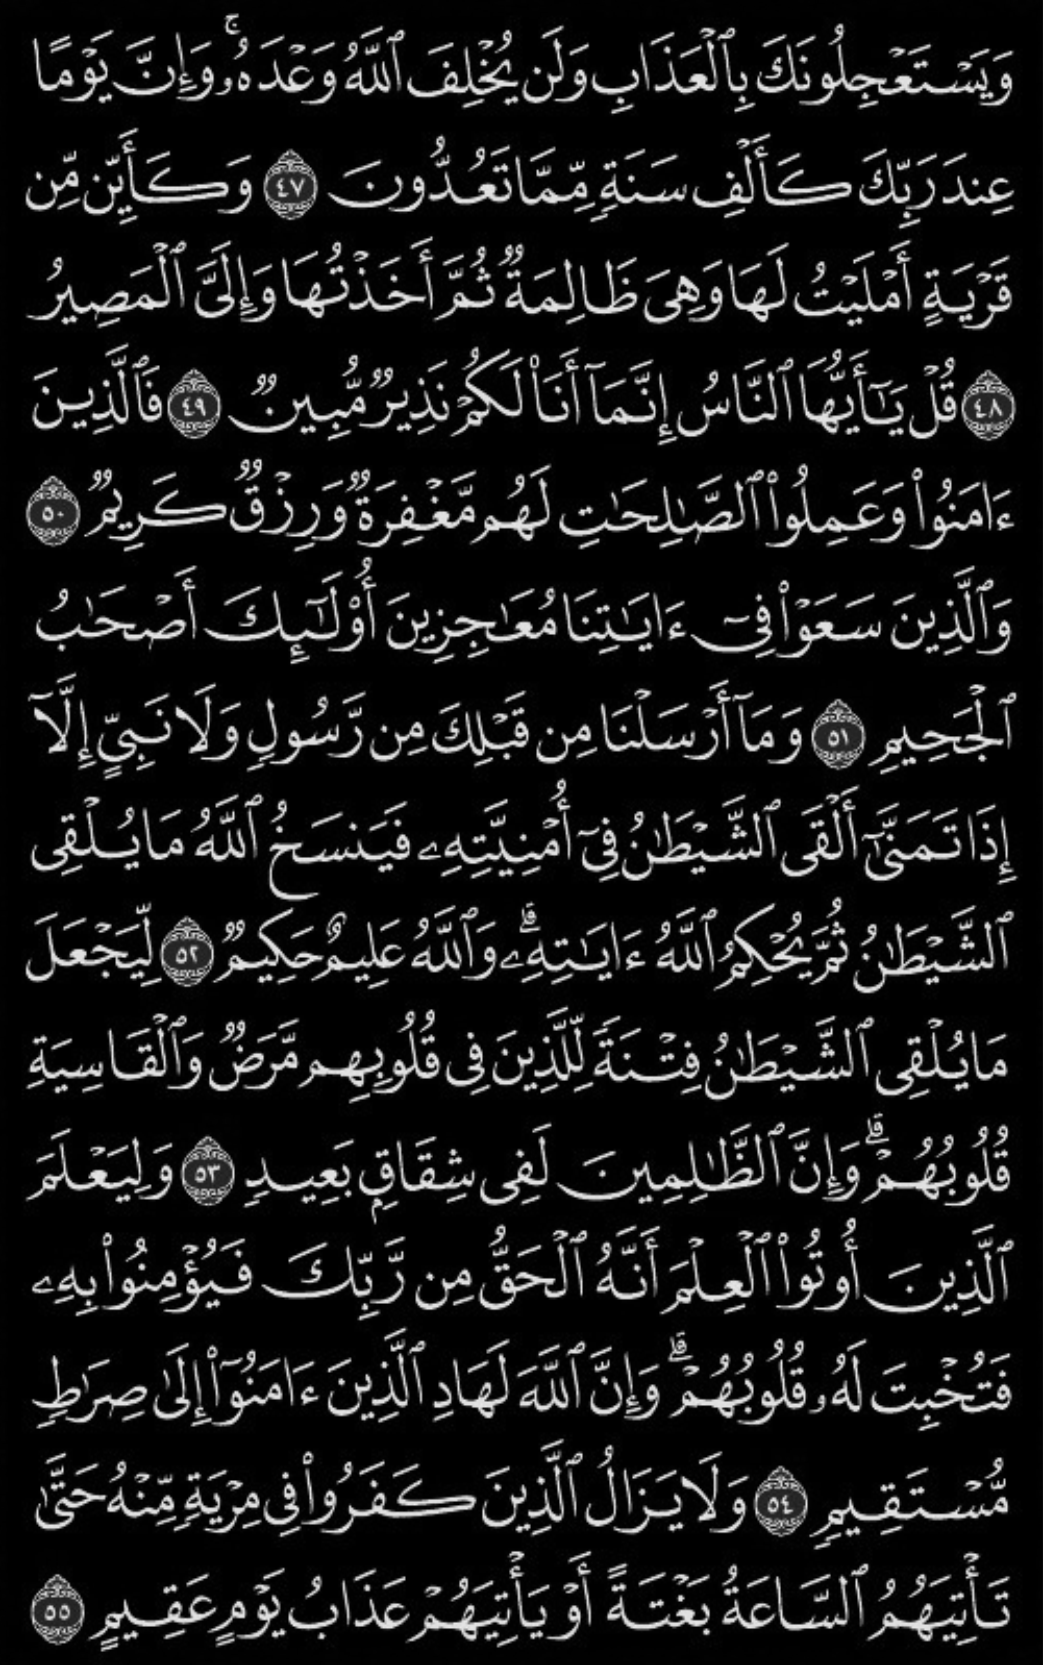 وَيَسْتَعْجِلُونَكَ بِٱلْعَذَابِ وَلَن يُخْلِفَ ٱللَّهُ وَعْدَهُۥ ۚ وَإِنَّ يَوْمًا
عِندَ رَبِّكَ كَأَلْفِ سَنَةٍ مِّمَّا تَعُدُّونَ ٤٧ وَكَأَيِّن مِّن
قَرْيَةٍ أَمْلَيْتُ لَهَا وَهِىَ ظَالِمَةٌ ثُمَّ أَخَذْتُهَا وَإِلَىَّ ٱلْمَصِيرُ
٤٨ قُلْ يَـٰٓأَيُّهَا ٱلنَّاسُ إِنَّمَآ أَنَا۠ لَكُمْ نَذِيرٌ مُّبِينٌ ٤٩ فَٱلَّذِينَ
ءَامَنُوا۟ وَعَمِلُوا۟ ٱلصَّـٰلِحَـٰتِ لَهُم مَّغْفِرَةٌ وَرِزْقٌ كَرِيمٌ ٥٠
وَٱلَّذِينَ سَعَوْا۟ فِىٓ ءَايَـٰتِنَا مُعَـٰجِزِينَ أُو۟لَـٰٓئِكَ أَصْحَـٰبُ
ٱلْجَحِيمِ ٥١ وَمَآ أَرْسَلْنَا مِن قَبْلِكَ مِن رَّسُولٍ وَلَا نَبِىٍّ إِلَّآ
إِذَا تَمَنَّىٰٓ أَلْقَى ٱلشَّيْطَـٰنُ فِىٓ أُمْنِيَّتِهِۦ فَيَنسَخُ ٱللَّهُ مَا يُلْقِى
ٱلشَّيْطَـٰنُ ثُمَّ يُحْكِمُ ٱللَّهُ ءَايَـٰتِهِۦ ۗ وَٱللَّهُ عَلِيمٌ حَكِيمٌ ٥٢ لِّيَجْعَلَ
مَا يُلْقِى ٱلشَّيْطَـٰنُ فِتْنَةً لِّلَّذِينَ فِى قُلُوبِهِم مَّرَضٌ وَٱلْقَاسِيَةِ
قُلُوبُهُمْ ۗ وَإِنَّ ٱلظَّـٰلِمِينَ لَفِى شِقَاقٍۭ بَعِيدٍ ٥٣ وَلِيَعْلَمَ
ٱلَّذِينَ أُوتُوا۟ ٱلْعِلْمَ أَنَّهُ ٱلْحَقُّ مِن رَّبِّكَ فَيُؤْمِنُوا۟ بِهِۦ
فَتُخْبِتَ لَهُۥ قُلُوبُهُمْ ۗ وَإِنَّ ٱللَّهَ لَهَادِ ٱلَّذِينَ ءَامَنُوٓا۟ إِلَىٰ صِرَٰطٍ
مُّسْتَقِيمٍ ٥٤ وَلَا يَزَالُ ٱلَّذِينَ كَفَرُوا۟ فِى مِرْيَةٍ مِّنْهُ حَتَّىٰ
تَأْتِيَهُمُ ٱلسَّاعَةُ بَغْتَةً أَوْ يَأْتِيَهُمْ عَذَابُ يَوْمٍ عَقِيمٍ ٥٥